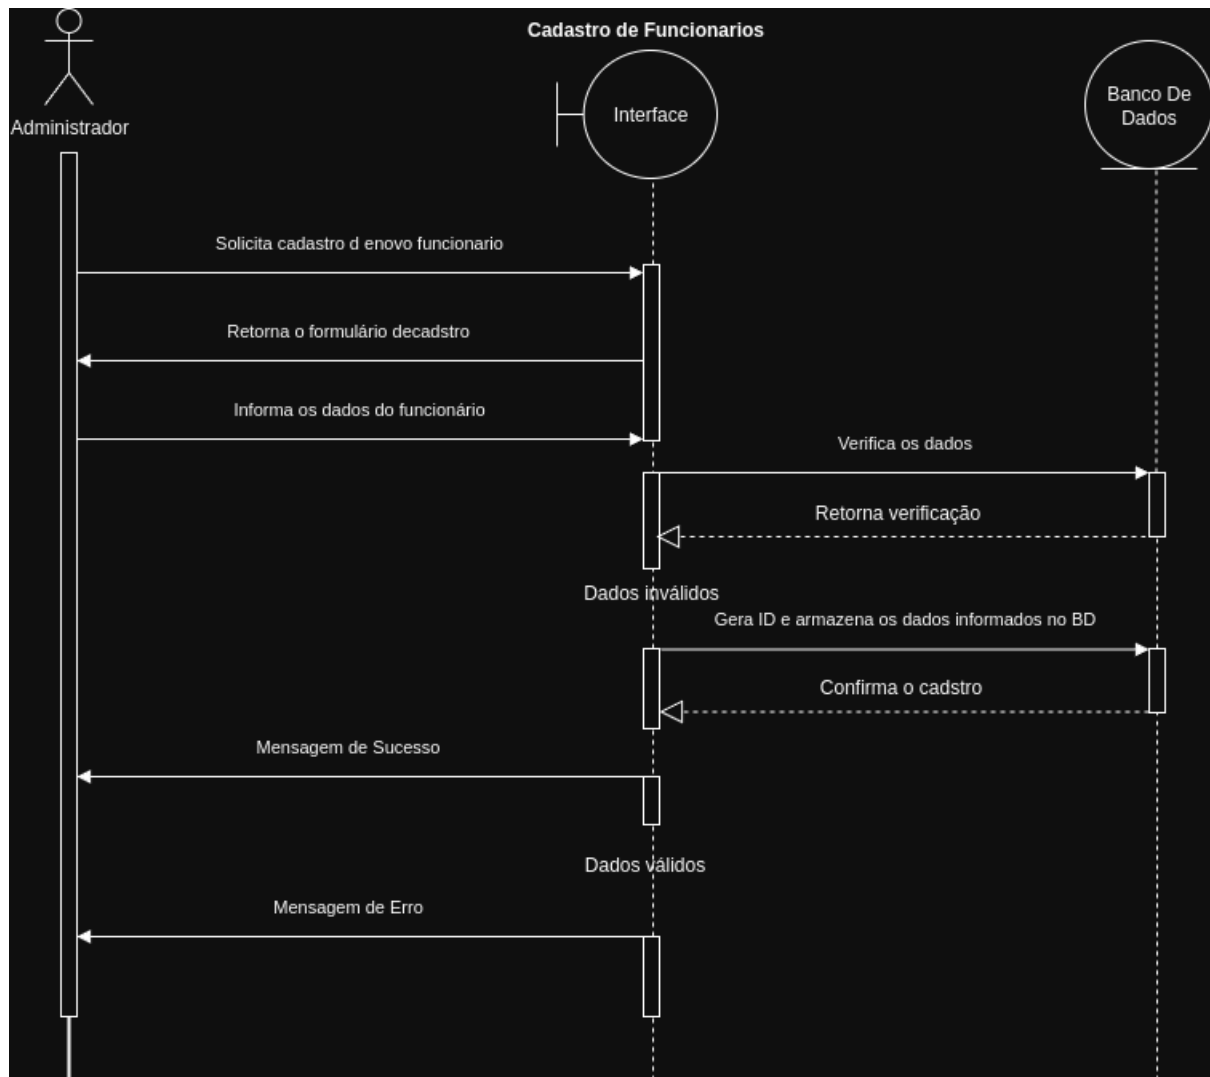 Cadastro de Funcionarios
Administrador
Interface
Banco De
Dados
Solicita cadastro d enovo funcionario
Retorna o formulário decadstro
Informa os dados do funcionário
Verifica os dados
Retorna verificação
Dados inválidos
Gera ID e armazena os dados informados no BD
Confirma o cadstro
Mensagem de Sucesso
Dados válidos
Mensagem de Erro